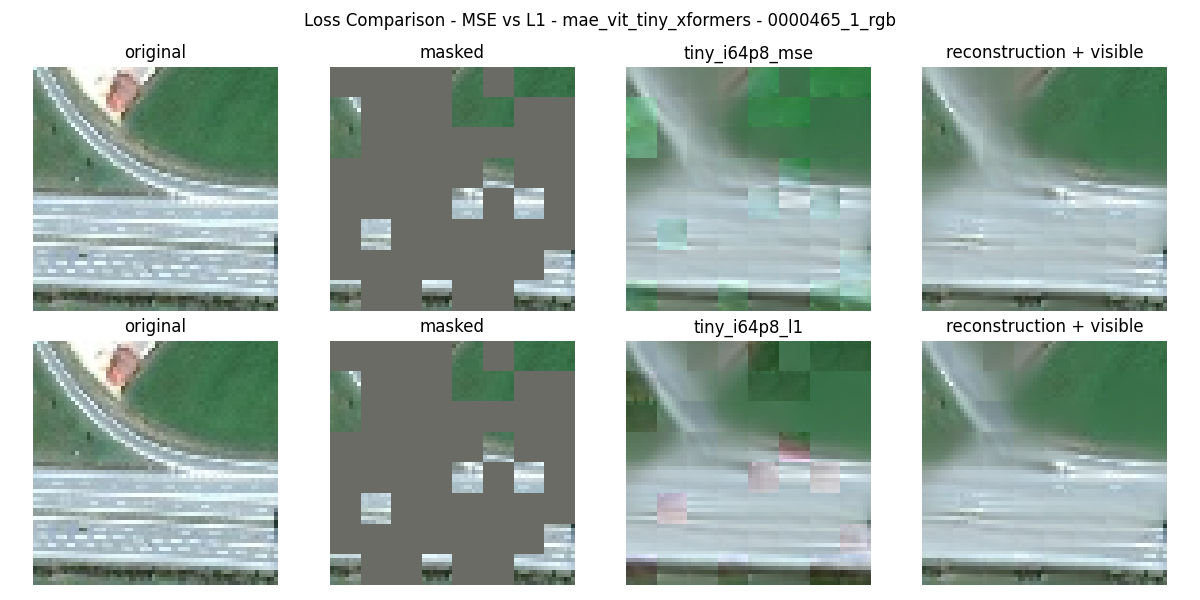 Loss Comparison - MSE vs L1 - mae_vit_tiny_xformers - 0000465_1_rgb
original masked tiny_i64p8_mse reconstruction + visible
original masked tiny_i64p8_l1 reconstruction + visible